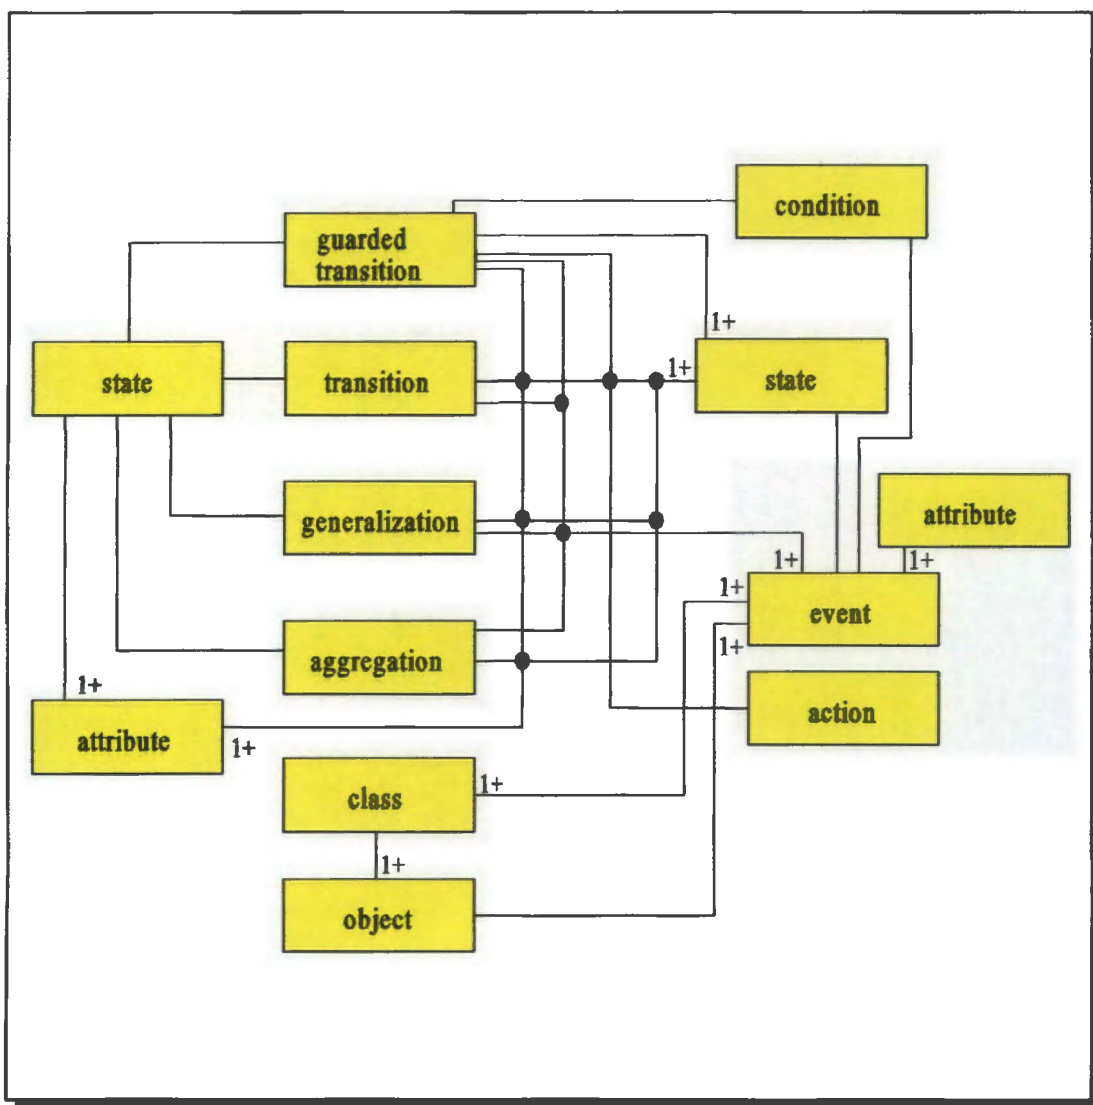 condition
guarded
transition
1+
state
transition
1+
state
generalization
attribute
1+
1+
1+
event
1+
aggregation
1+
attribute
1+
action
class
1+
1+
object